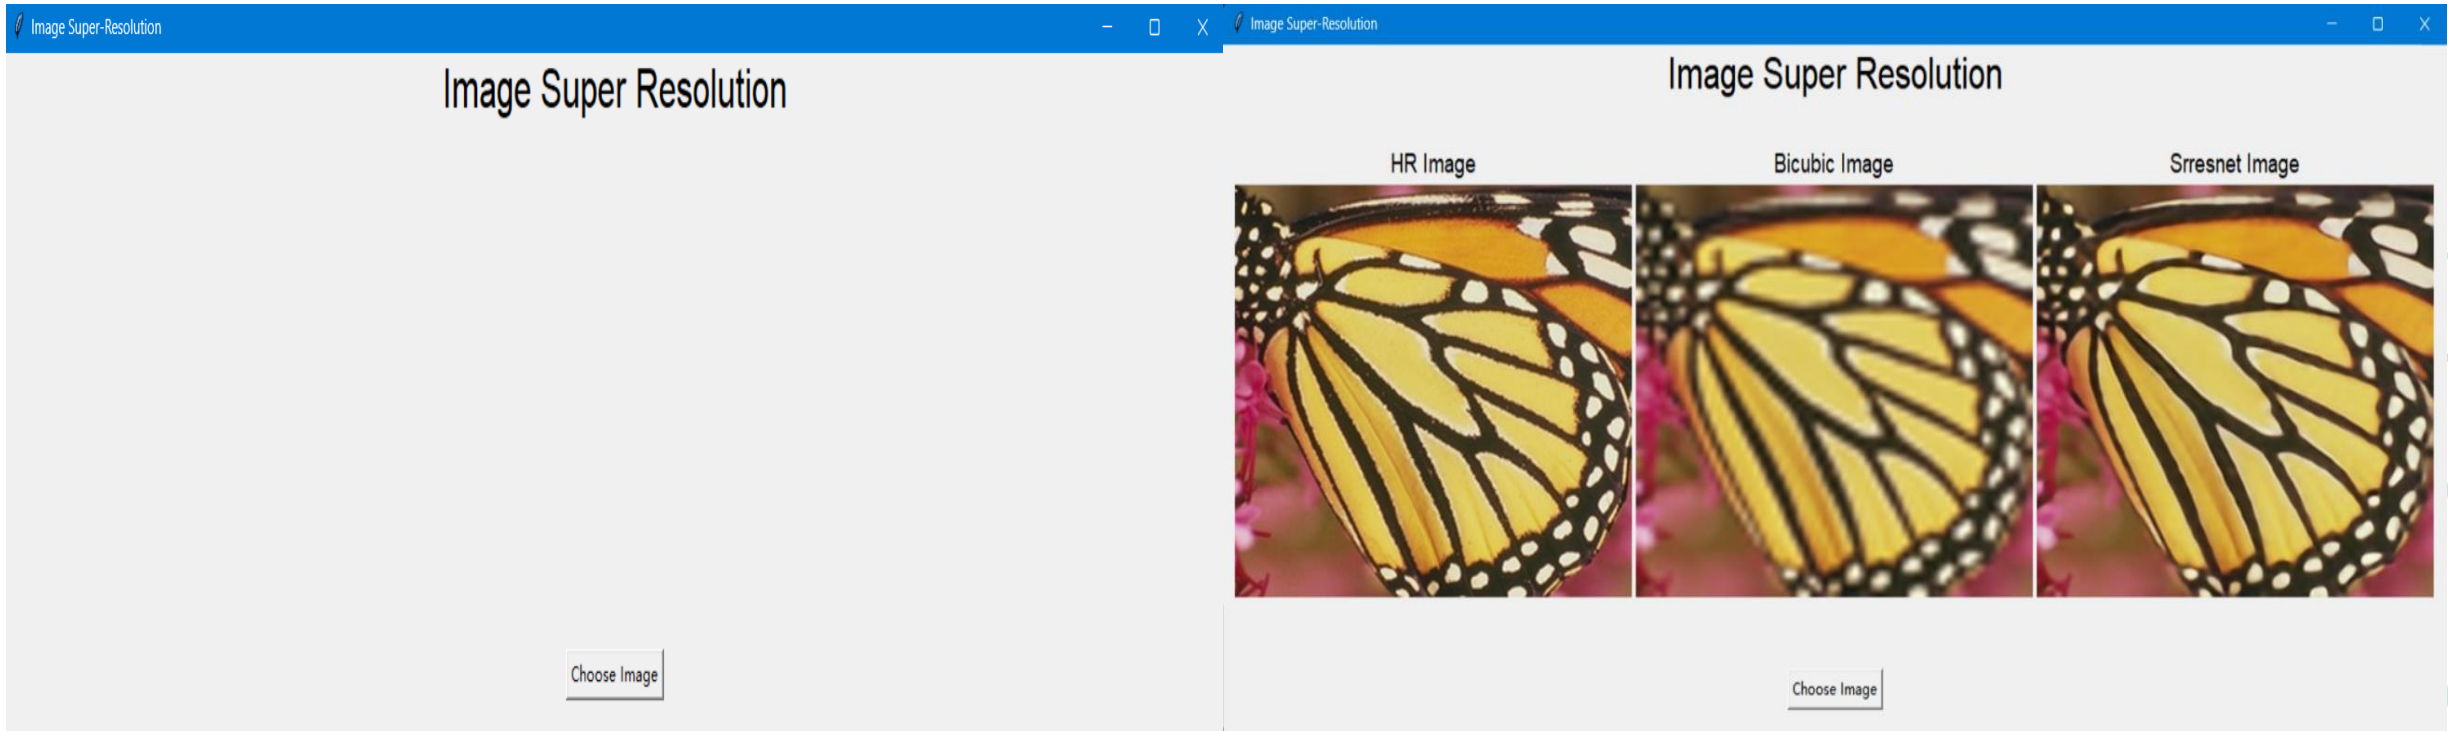 Image Super-Resolution
Image Super Resolution
Choose Image
Image Super-Resolution
Image Super Resolution
HR Image
Bicubic Image
Srresnet Image
Choose Image